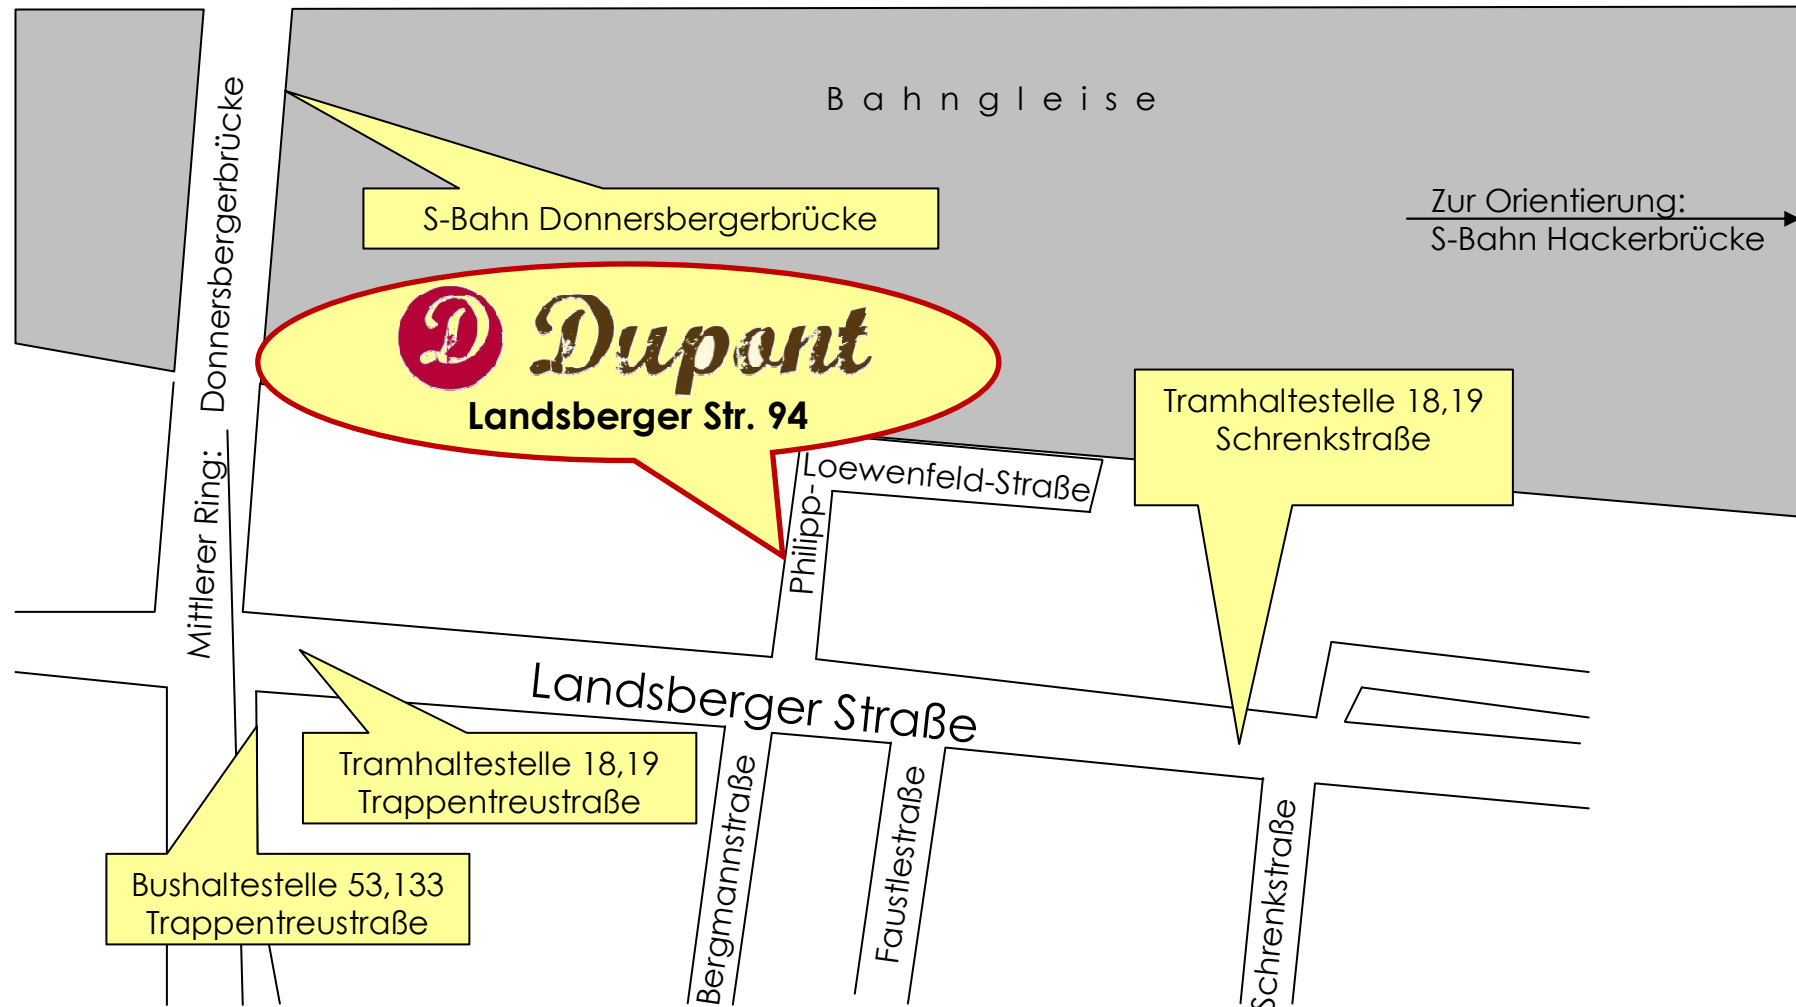 Bahngleise
Mittlerer Ring: Donnersbergerbrücke
S-Bahn Donnersbergerbrücke
Zur Orientierung:
S-Bahn Hackerbrücke
D Dupont
Landsberger Str. 94
Tramhaltestelle 18,19
Schrenkstraße
Philipp-
Loewenfeld-Straße
Landsberger Straße
Tramhaltestelle 18,19
Trappentreustraße
Bushaltestelle 53,133
Trappentreustraße
Bergmannstraße
Faustlestraße
Schrenkstraße